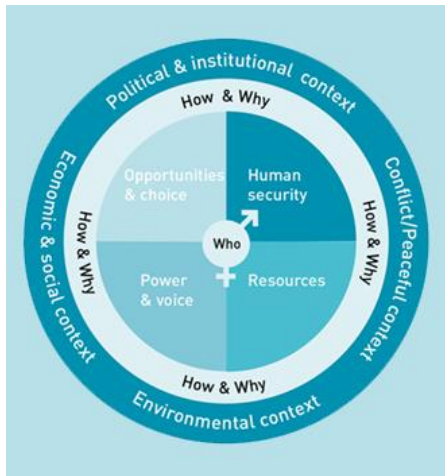 Political & institutional context
How & Why
Opportunities
& choice
Human
security
Economic & social context
How & Why
Who
How & Why
Conflict/Peaceful context
Power
& voice
Resources
How & Why
Environmental context